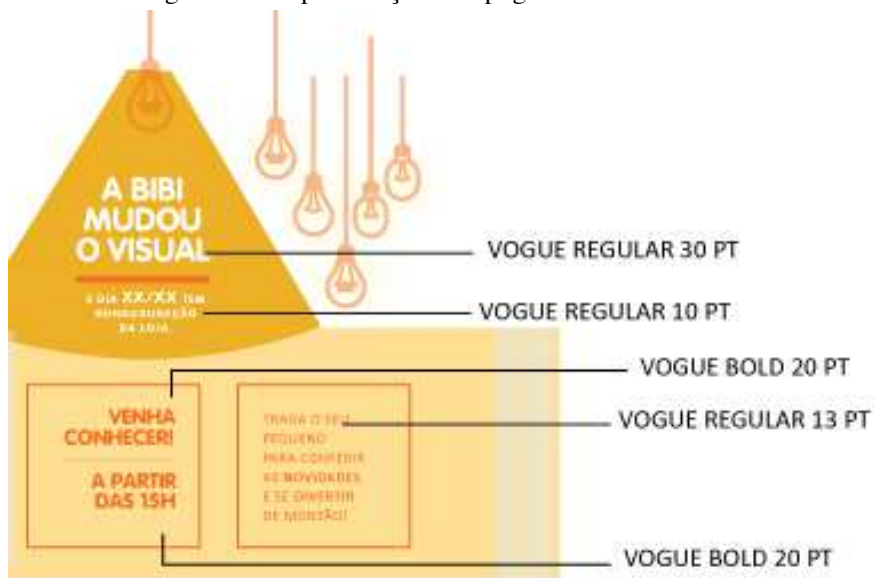 A BIBI
MUDOU
O VISUAL
E DIA XX/XX TEM
REINAUGURAÇÃO
DA LOJA.
VENHA
CONHECER!
A PARTIR
DAS 15H
TRAGA O SEU
PEQUENO
PARA CONFERIR
AS NOVIDADES
E SE DIVERTIR
DE MONTÃO!
VOGUE REGULAR 30 PT
VOGUE REGULAR 10 PT
VOGUE BOLD 20 PT
VOGUE REGULAR 13 PT
VOGUE BOLD 20 PT